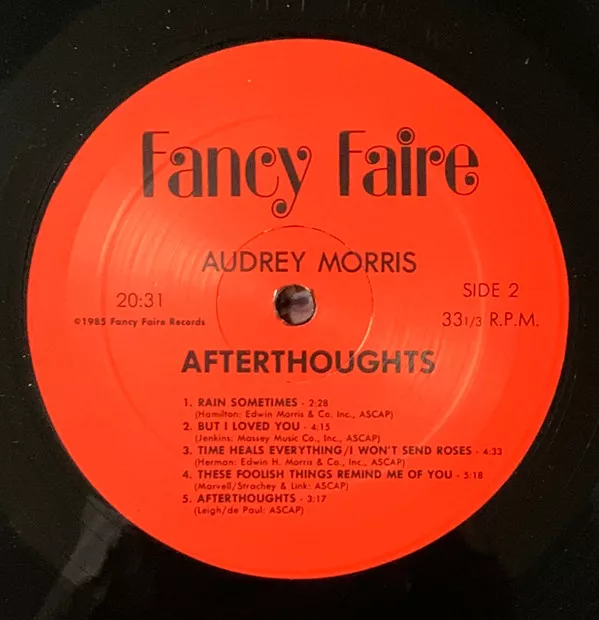 Fancy Faire
AUDREY MORRIS
20:31
©1985 Fancy Faire Records
SIDE 2
331/3 R.P.M.
AFTERTHOUGHTS
1. RAIN SOMETIMES - 2:28
(Hamilton: Edwin Morris & Co. Inc., ASCAP)
2. BUT I LOVED YOU - 4:15
(Jenkins: Massey Music Co., Inc., ASCAP)
3. TIME HEALS EVERYTHING/I WON'T SEND ROSES - 4:33
(Herman: Edwin H. Morris & Co., Inc., ASCAP)
4. THESE FOOLISH THINGS REMIND ME OF YOU - 5:18
(Marvell/Strachey & Link: ASCAP)
5. AFTERTHOUGHTS - 3:17
(Leigh/de Paul: ASCAP)